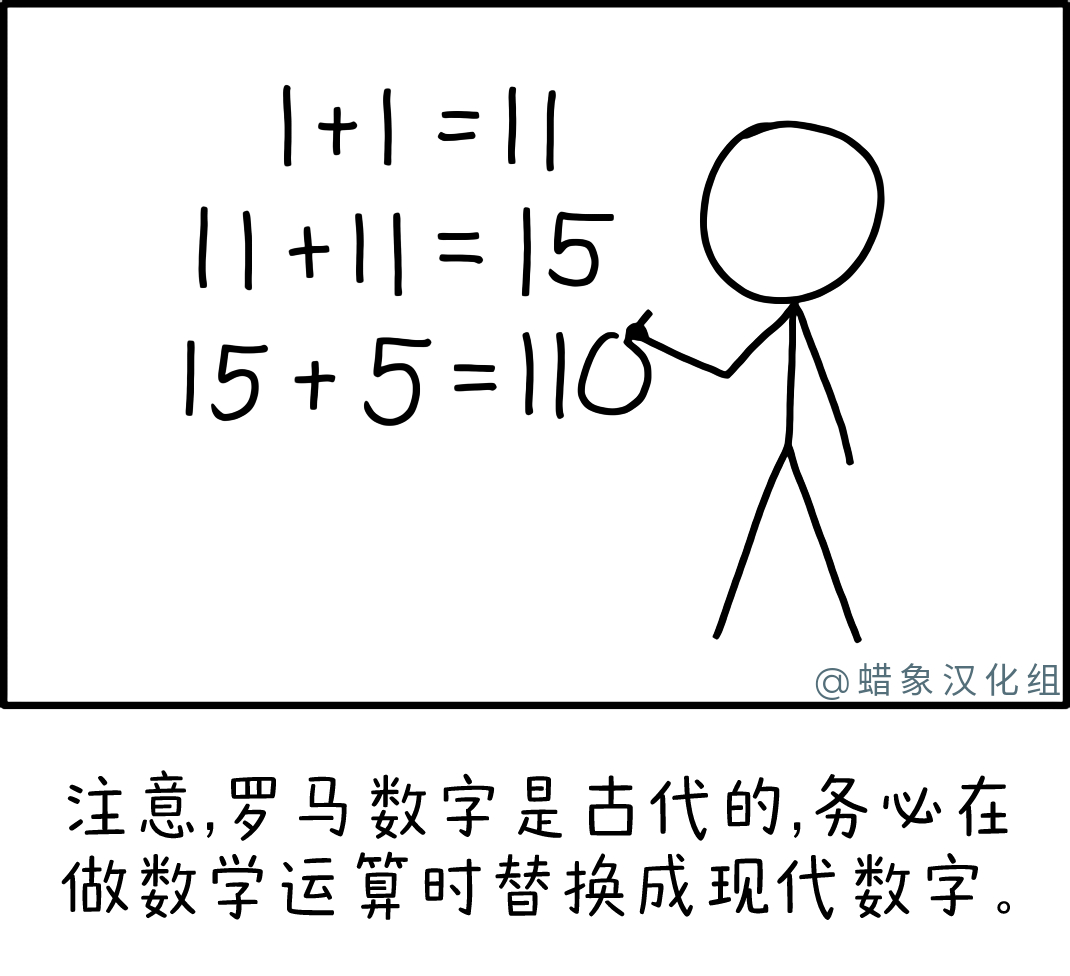 1+1=11
11+11=15
15+5=110
@蜡象汉化组
注意,罗马数字是古代的,务必在
做数学运算时替换成现代数字。